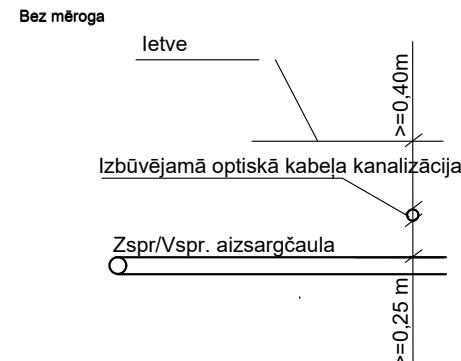 Bez mēroga
Ietve
>=0,40m
Izbūvējamā optiskā kabeļa kanalizācija
Zspr/Vspr. aizsargčaula
>=0,25 m